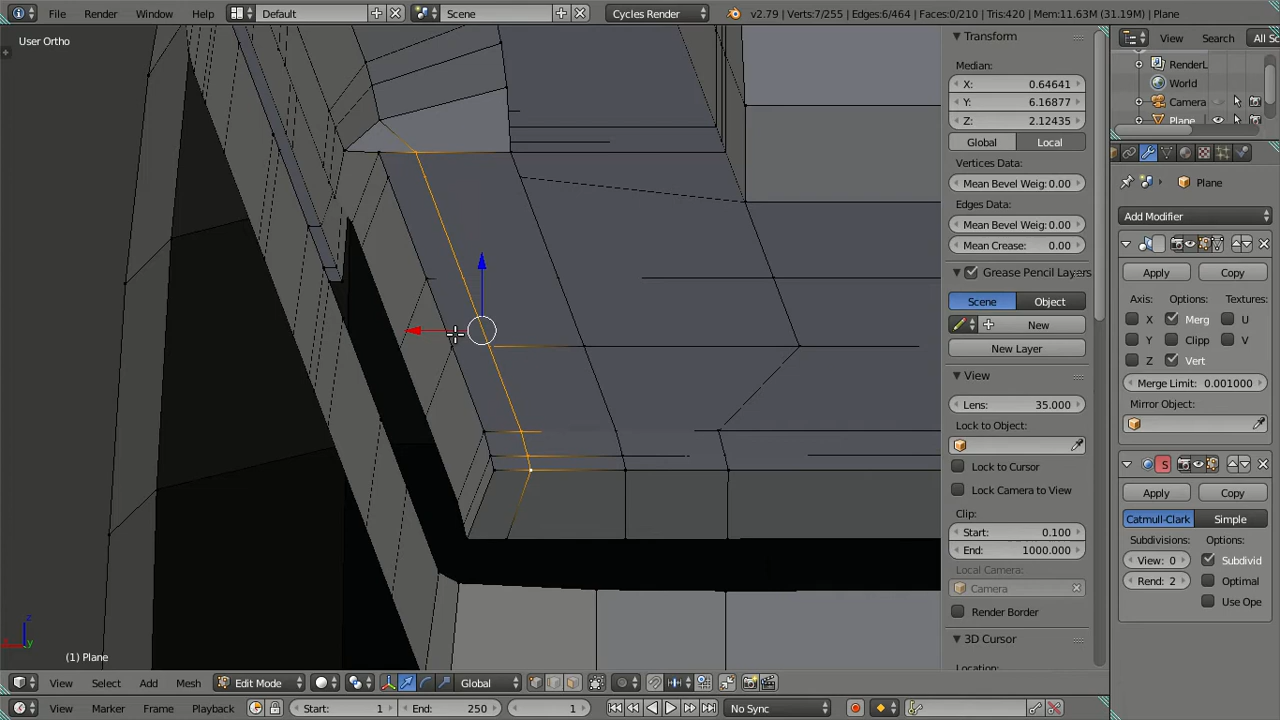 File Render Window Help Default Scene Cycles Render v2.79 | Verts:7/255 | Edges:6/464 | Faces:0/210 | Tris:420 | Mem:11.63M (31.19M) | Plane
User Ortho
Transform
Median:
X: 0.64641
Y: 6.16877
Z: 2.12435
Global Local
Vertices Data:
Mean Bevel Weig: 0.00
Edges Data:
Mean Bevel Weig: 0.00
Mean Crease: 0.00
Grease Pencil Layers
Scene Object
New
New Layer
View
Lens: 35.000
Lock to Object:
Lock to Cursor
Lock Camera to View
Clip:
Start: 0.100
End: 1000.000
Local Camera:
Camera
Render Border
3D Cursor
Location:
View Search All Sc
RenderL
World
Camera
Plane
Plane
Add Modifier
Apply Copy
Axis: Options: Textures:
X Merg U
Y Clipp V
Z Vert
Merge Limit: 0.001000
Mirror Object:
S
Apply Copy
Catmull-Clark Simple
Subdivisions: Options:
View: 0 Subdivid
Rend: 2 Optimal
Use Ope
z
x y
(1) Plane
View Select Add Mesh Edit Mode Global
View Marker Frame Playback Start: 1 End: 250 1 No Sync